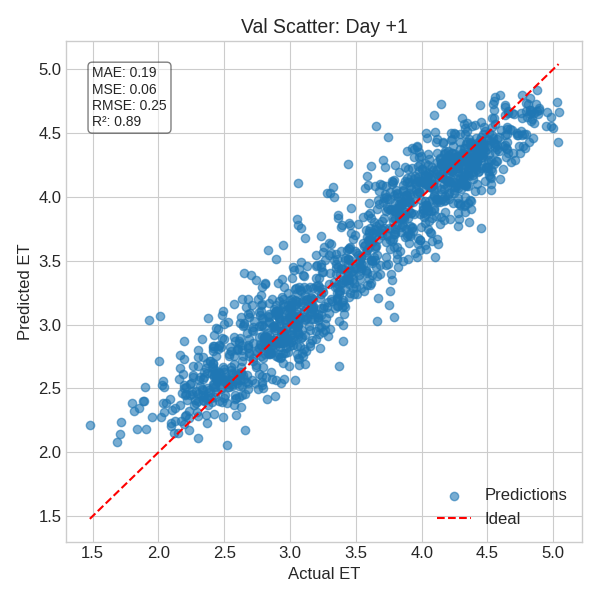 Val Scatter: Day +1
MAE: 0.19
MSE: 0.06
RMSE: 0.25
R²: 0.89
Predicted ET
5.0
4.5
4.0
3.5
3.0
2.5
2.0
1.5
Predictions
Ideal
1.5 2.0 2.5 3.0 3.5 4.0 4.5 5.0
Actual ET